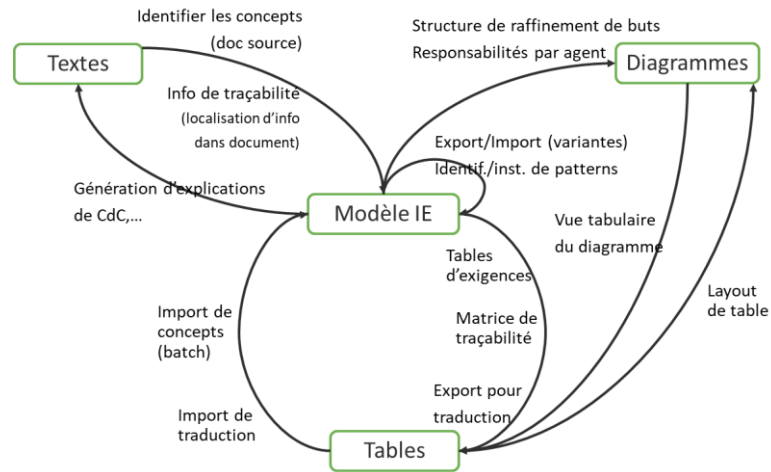 Identifier les concepts
(doc source)
Structure de raffinement de buts
Responsabilités par agent
Textes
Diagrammes
Info de traçabilité
(localisation d'info
dans document)
Export/Import (variantes)
Identif./inst. de patterns
Génération d'explications
de CdC,...
Modèle IE
Vue tabulaire
du diagramme
Tables
d'exigences
Layout
de table
Import de
concepts
(batch)
Matrice de
traçabilité
Import de
traduction
Export pour
traduction
Tables